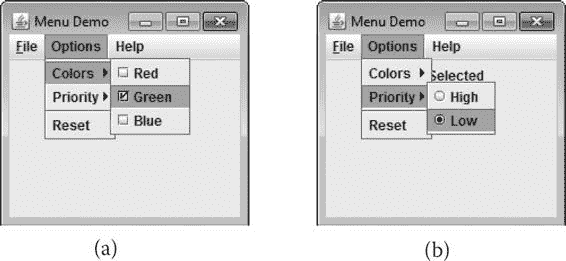 Menu Demo
File Options Help
Colors Red
Priority Green
Reset Blue
(a)
Menu Demo
File Options Help
Colors Selected
Priority High
Reset Low
(b)